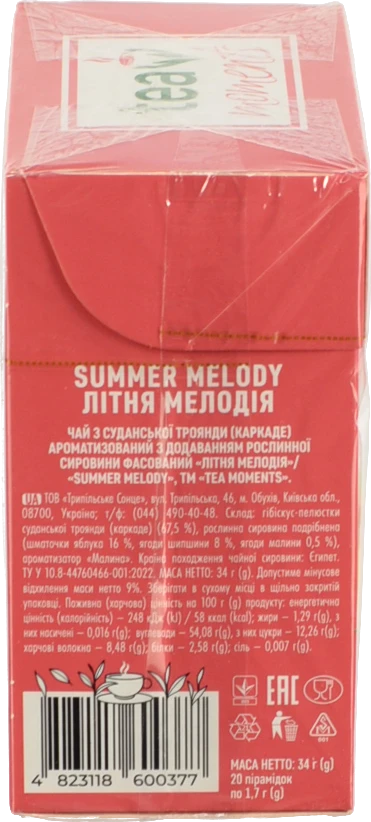 tea
moments
SUMMER MELODY
ЛІТНЯ МЕЛОДІЯ
ЧАЙ З СУДАНСЬКОЇ ТРОЯНДИ (КАРКАДЕ)
АРОМАТИЗОВАНИЙ З ДОДАВАННЯМ РОСЛИННОЇ
СИРОВИНИ ФАСОВАНИЙ «ЛІТНЯ МЕЛОДІЯ»/
«SUMMER MELODY», ТМ «TEA MOMENTS».
UA ТОВ «Трипільське Сонце», вул. Трипільська, 46, м. Обухів, Київська обл.,
08700, Україна; т/ф: (044) 490-40-48. Склад: гібіскус-пелюстки
суданської троянди (каркаде) (67,5 %), рослинна сировина подрібнена
(шматочки яблука 16 %, ягоди шипшини 8 %, ягоди малини 0,5 %),
ароматизатор «Малина». Країна походження чайної сировини: Єгипет.
ТУ У 10.8-44760466-001:2022. МАСА НЕТТО: 34 г (g). Допустиме мінусове
відхилення маси нетто 9%. Зберігати в сухому місці в щільно закритій
упаковці. Поживна (харчова) цінність на 100 г (g) продукту: енергетична
цінність (калорійність) – 248 кДж (kJ) / 58 ккал (kcal); жири – 1,29 г(g), з
них насичені – 0,016 г(g); вуглеводи – 54,08 г(g), з них цукри – 12,26 г(g);
харчові волокна – 8,48 г(g); білки – 2,58 г(g); сіль – 0,007 г(g).
EAC
4 823118 600377
МАСА НЕТТО: 34 г (g)
20 пірамідок
по 1,7 г (g)